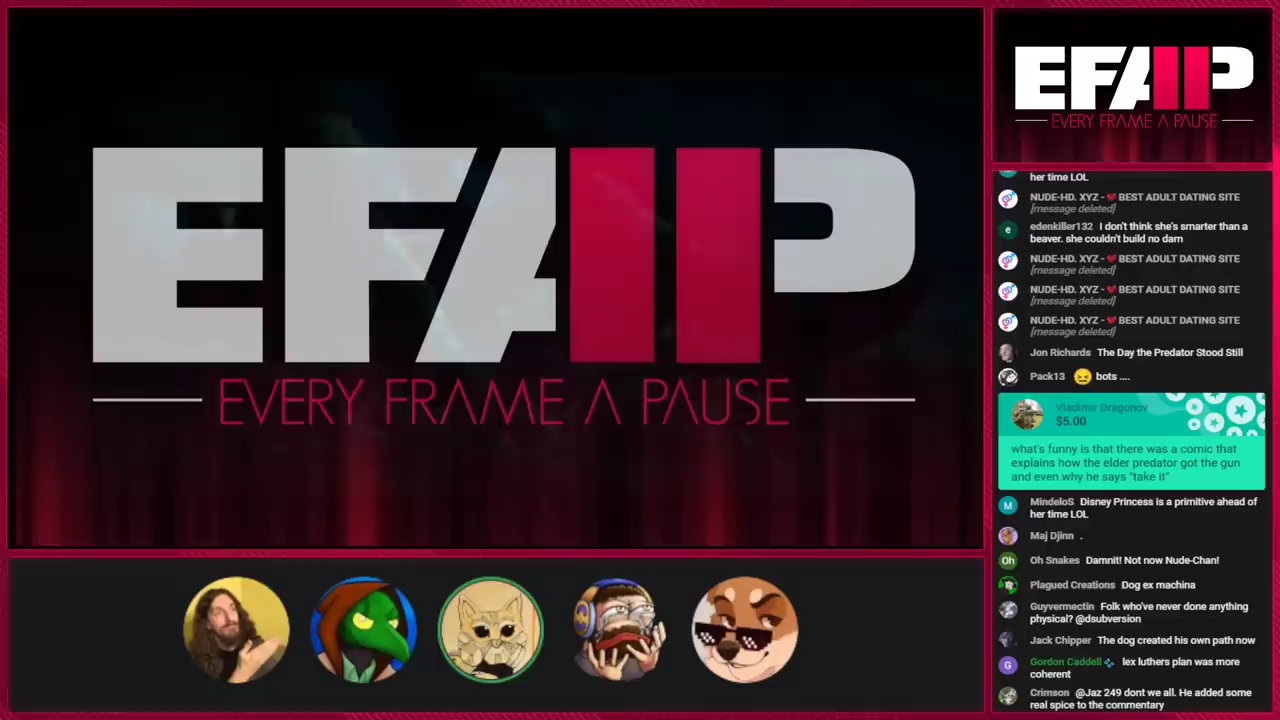 EFAP
EVERY FRAME A PAUSE
EFAP
EVERY FRAME A PAUSE
her time LOL
NUDE-HD. XYZ - 💔 BEST ADULT DATING SITE
[message deleted]
edenkiller132 I don't think she's smarter than a
beaver. she couldn't build no dam
NUDE-HD. XYZ - 💔 BEST ADULT DATING SITE
[message deleted]
NUDE-HD. XYZ - 💔 BEST ADULT DATING SITE
[message deleted]
NUDE-HD. XYZ - 💔 BEST ADULT DATING SITE
[message deleted]
Jon Richards The Day the Predator Stood Still
Pack13 😖 bots ....
Vladimir Dragonov
$5.00
what's funny is that there was a comic that
explains how the elder predator got the gun
and even why he says "take it"
M
MindeloS Disney Princess is a primitive ahead of
her time LOL
Maj Djinn .
Oh
Oh Snakes Damnit! Not now Nude-Chan!
Plagued Creations Dog ex machina
Guyvermectin Folk who've never done anything
physical? @dsubversion
Jack Chipper The dog created his own path now
G
Gordon Caddell lex luthers plan was more
coherent
Crimson @Jaz 249 dont we all. He added some
real spice to the commentary